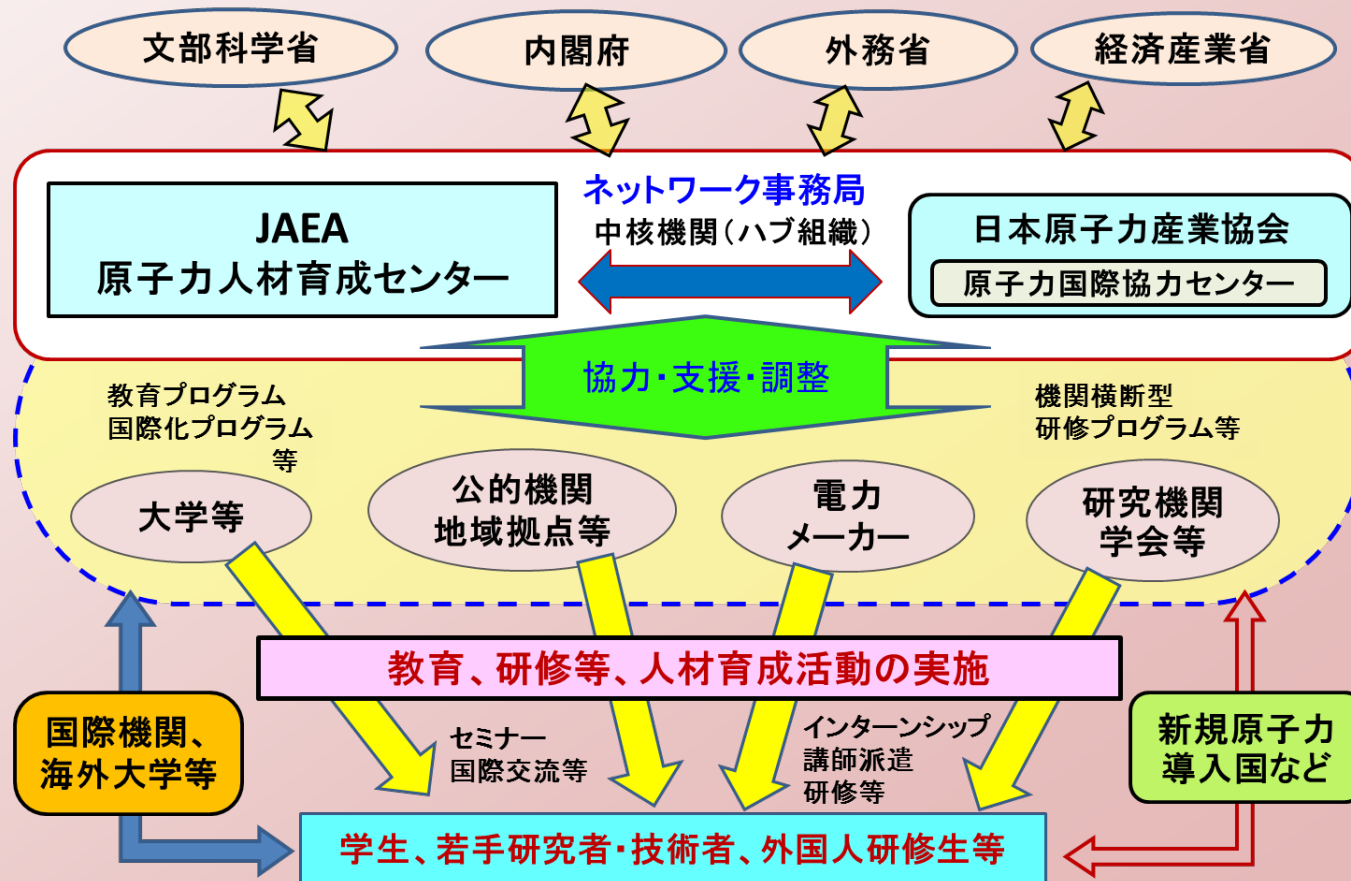 文部科学省
内閣府
外務省
経済産業省
ネットワーク事務局
中核機関（ハブ組織）
JAEA
原子力人材育成センター
日本原子力産業協会
原子力国際協力センター
協力・支援・調整
教育プログラム
国際化プログラム
等
機関横断型
研修プログラム等
大学等
公的機関
地域拠点等
電力
メーカー
研究機関
学会等
教育、研修等、人材育成活動の実施
国際機関、
海外大学等
セミナー
国際交流等
インターンシップ
講師派遣
研修等
新規原子力
導入国など
学生、若手研究者・技術者、外国人研修生等